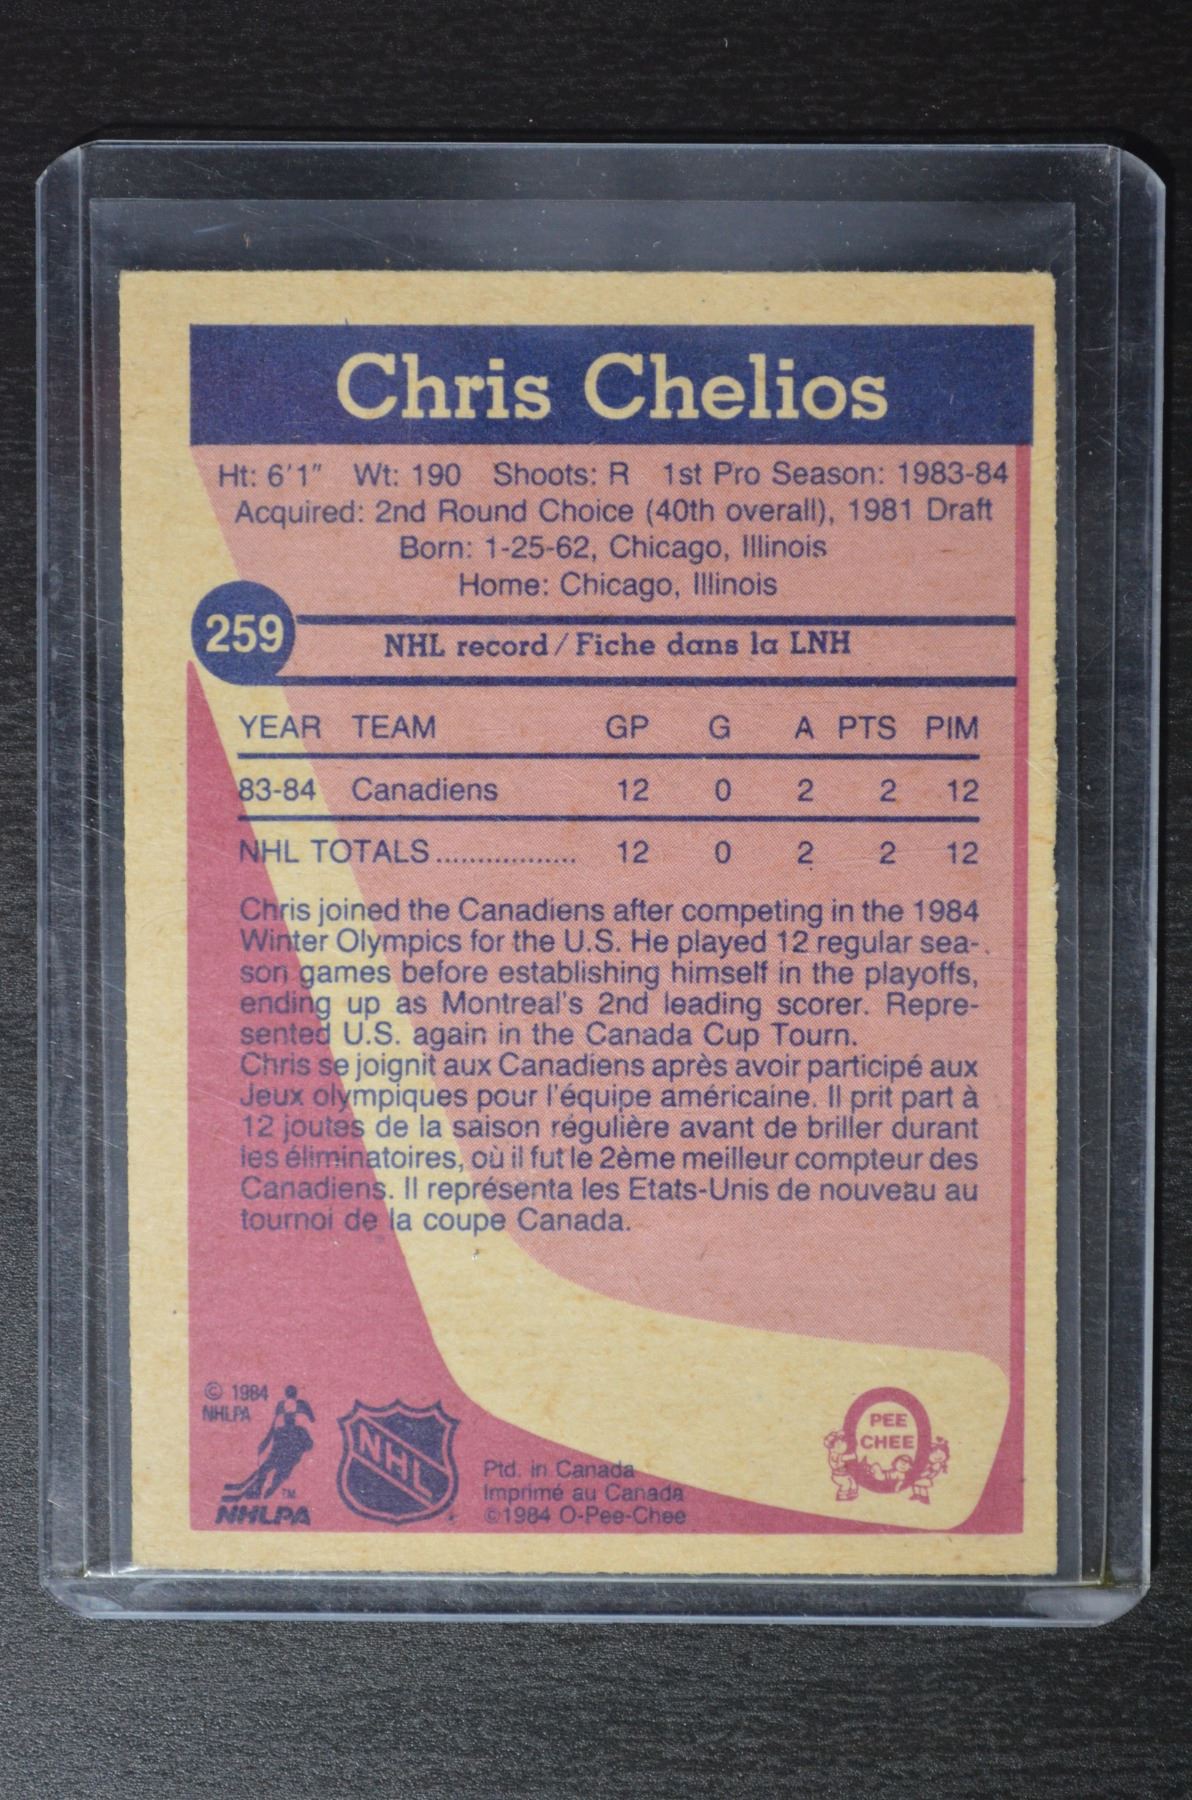 Chris Chelios
Ht: 6'1" Wt: 190 Shoots: R 1st Pro Season: 1983-84
Acquired: 2nd Round Choice (40th overall), 1981 Draft
Born: 1-25-62, Chicago, Illinois
Home: Chicago, Illinois
259
NHL record / Fiche dans la LNH
YEAR TEAM GP G A PTS PIM
83-84 Canadiens 12 0 2 2 12
NHL TOTALS................. 12 0 2 2 12
Chris joined the Canadiens after competing in the 1984
Winter Olympics for the U.S. He played 12 regular sea-
son games before establishing himself in the playoffs,
ending up as Montreal's 2nd leading scorer. Repre-
sented U.S. again in the Canada Cup Tourn.
Chris se joignit aux Canadiens après avoir participé aux
Jeux olympiques pour l'équipe américaine. Il prit part à
12 joutes de la saison régulière avant de briller durant
les éliminatoires, où il fut le 2ème meilleur compteur des
Canadiens. Il représenta les Etats-Unis de nouveau au
tournoi de la coupe Canada.
© 1984
NHLPA
TM
NHLPA
NHL
Ptd. in Canada
Imprimé au Canada
©1984 O-Pee-Chee
O
PEE
CHEE